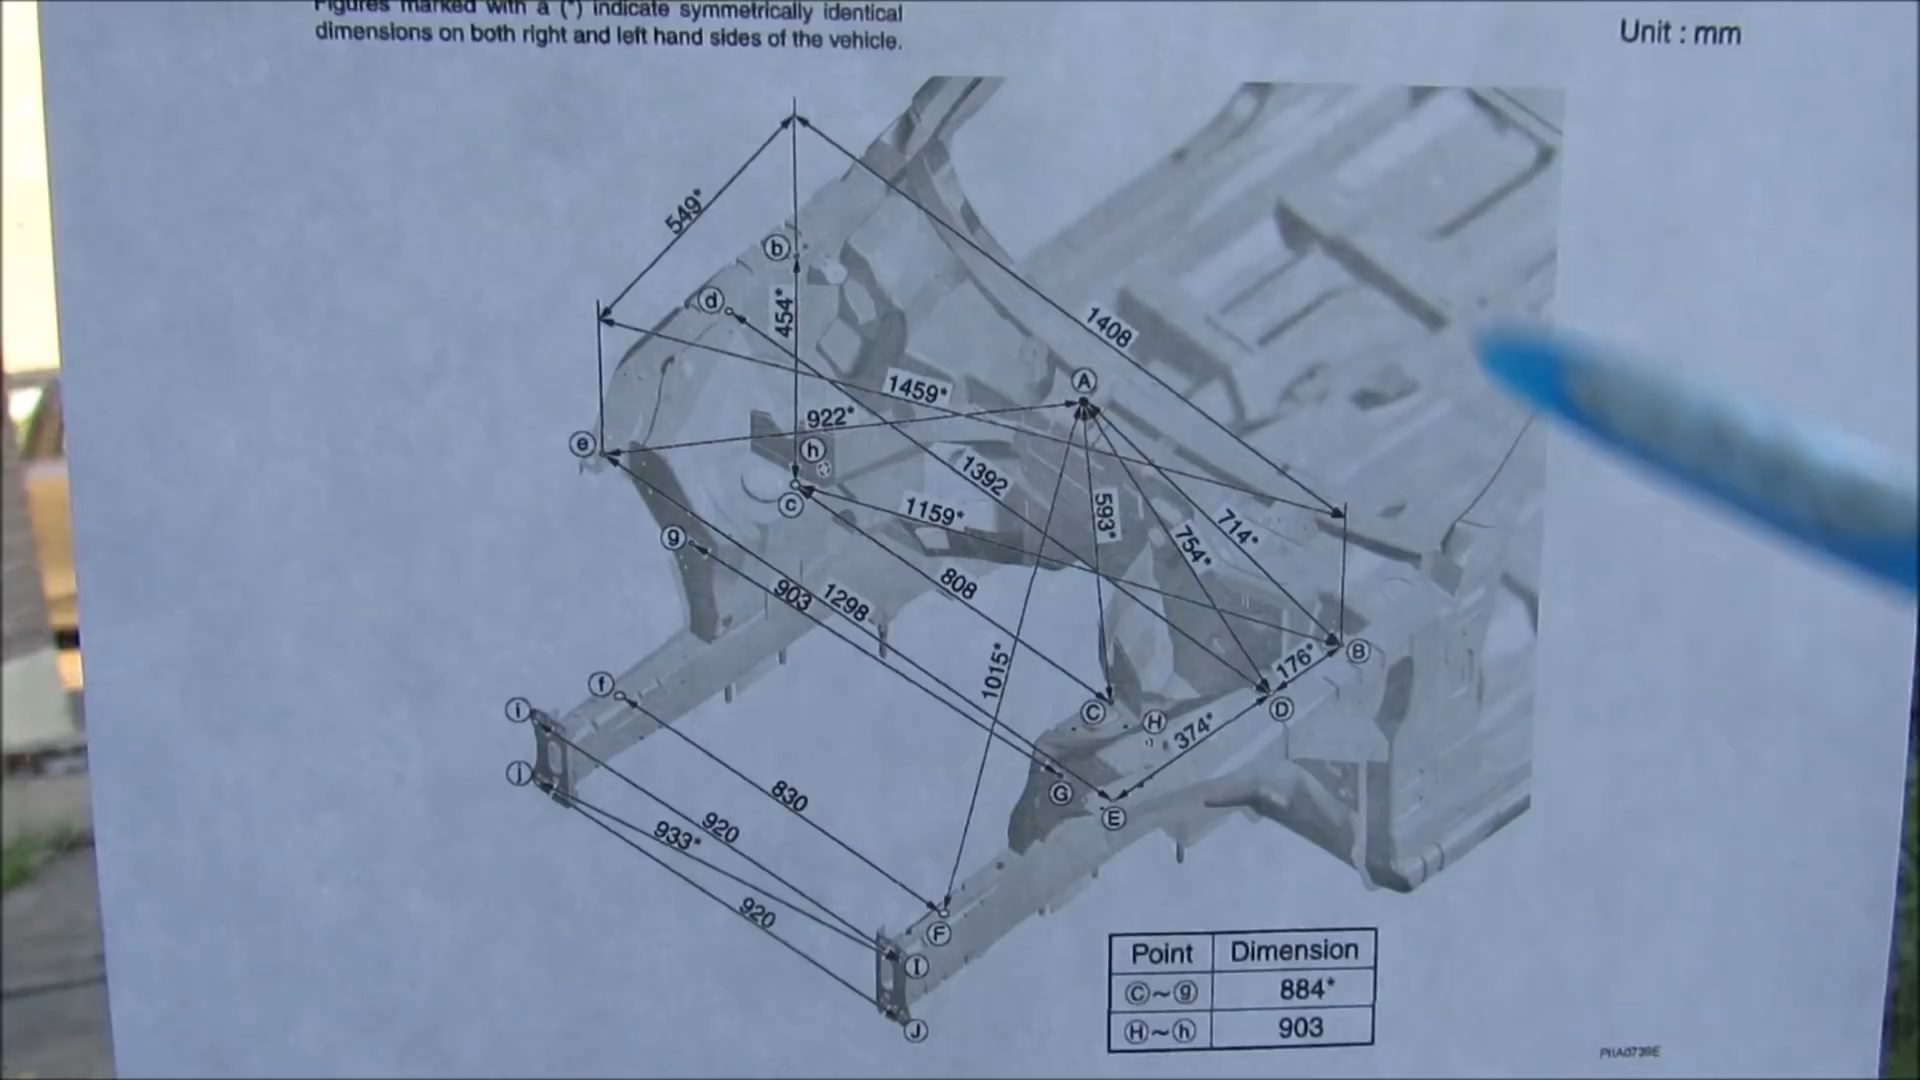 Figures marked with a (*) indicate symmetrically identical
dimensions on both right and left hand sides of the vehicle.
Unit : mm
549*
b
d
454*
1408
A
1459*
922*
e
h
1392
c
1159*
593*
714*
754*
g
903
1298
808
1015*
176*
B
f
i
C
H
D
374*
j
G
E
830
920
933*
920
F
I
J
Point Dimension
C~g 884*
H~h 903